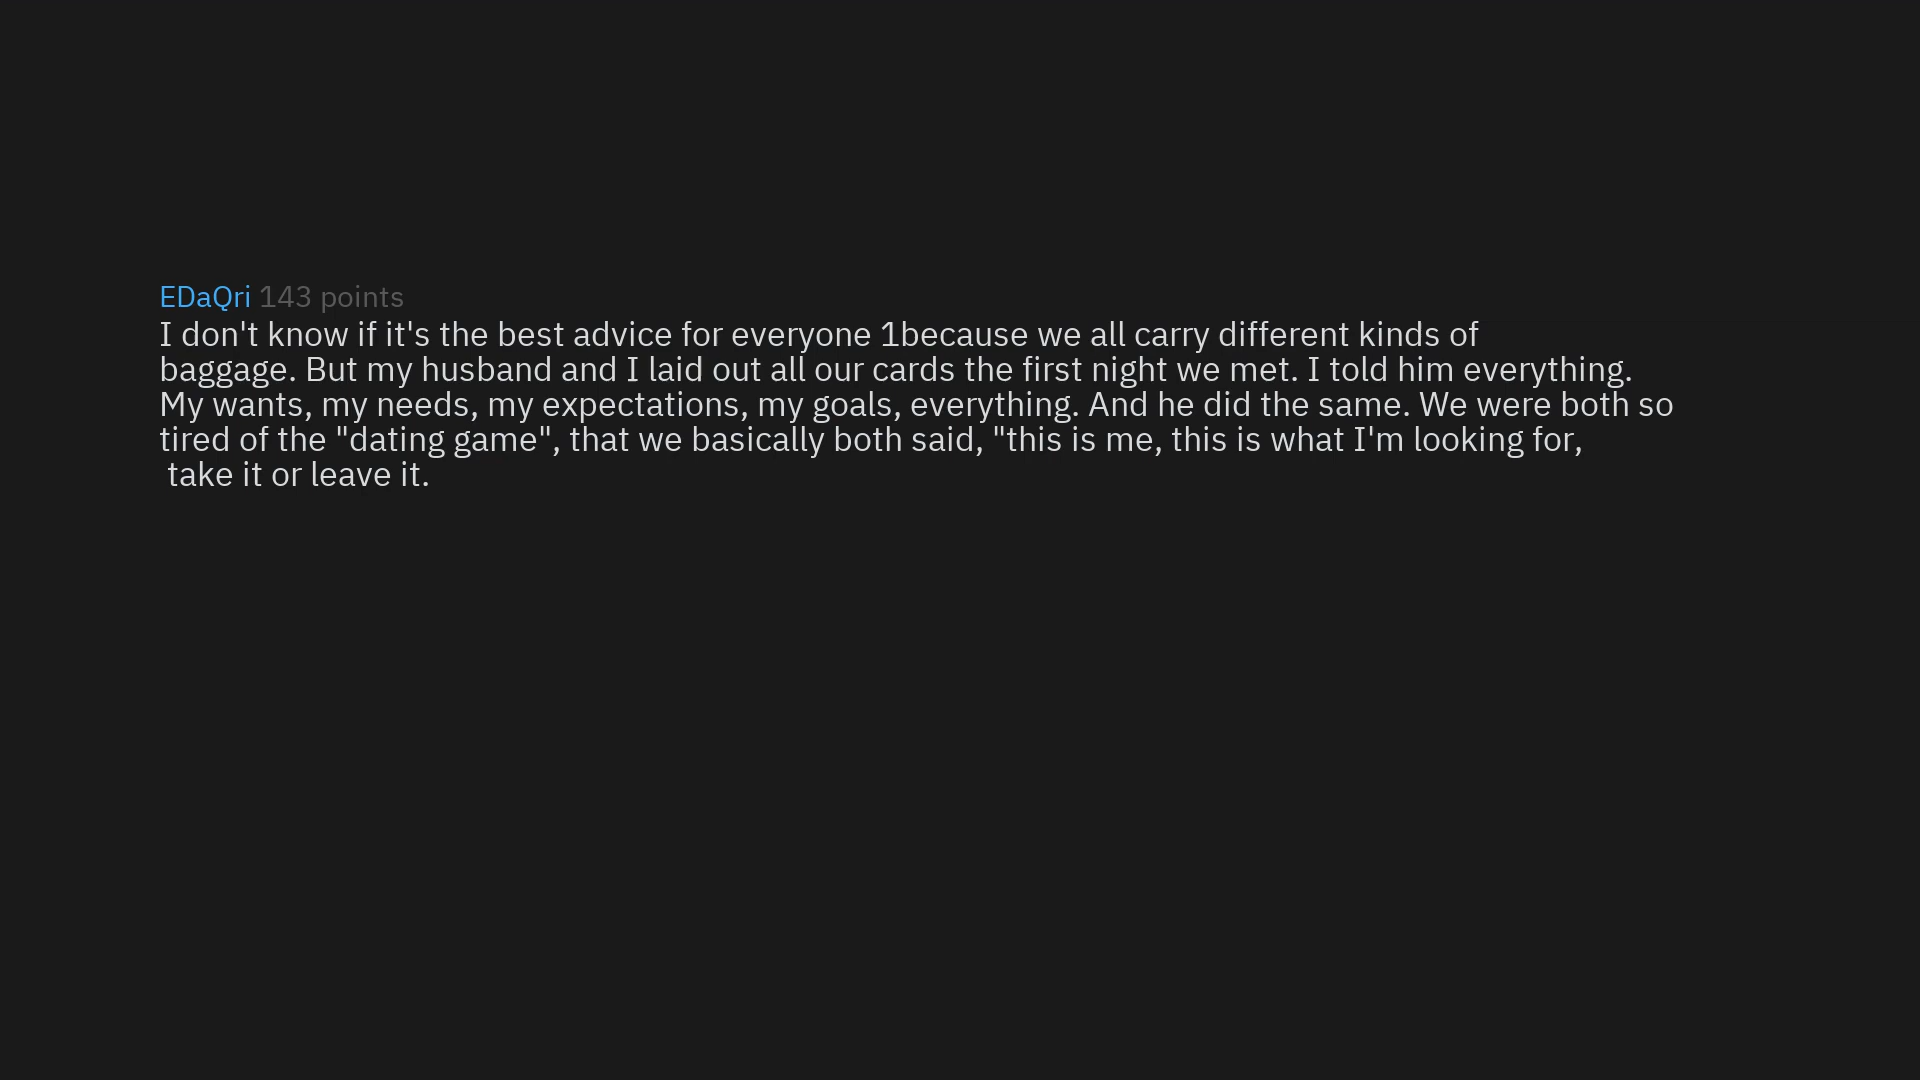 EDaQri 143 points
I don't know if it's the best advice for everyone 1because we all carry different kinds of
baggage. But my husband and I laid out all our cards the first night we met. I told him everything.
My wants, my needs, my expectations, my goals, everything. And he did the same. We were both so
tired of the "dating game", that we basically both said, "this is me, this is what I'm looking for,
take it or leave it.